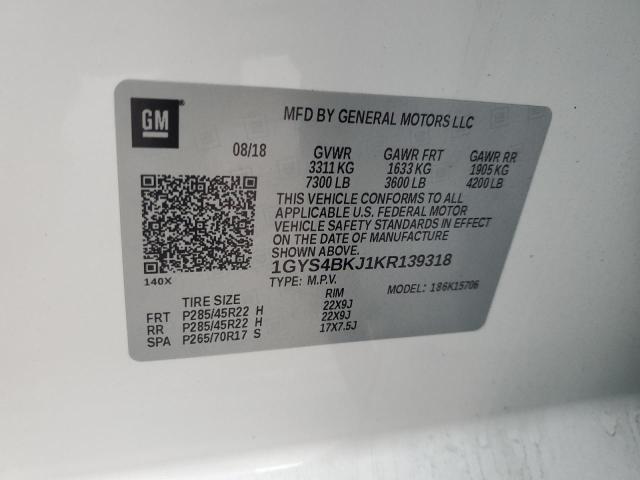 GM
MFD BY GENERAL MOTORS LLC
08/18 GVWR GAWR FRT GAWR RR
3311 KG 1633 KG 1905 KG
7300 LB 3600 LB 4200 LB
THIS VEHICLE CONFORMS TO ALL
APPLICABLE U.S. FEDERAL MOTOR
VEHICLE SAFETY STANDARDS IN EFFECT
ON THE DATE OF MANUFACTURE SHOWN ABOVE.
1GYS4BKJ1KR139318
140X
TYPE: M.P.V. MODEL: 186K15706
TIRE SIZE RIM
FRT P285/45R22 H 22X9J
RR P285/45R22 H 22X9J
SPA P265/70R17 S 17X7.5J